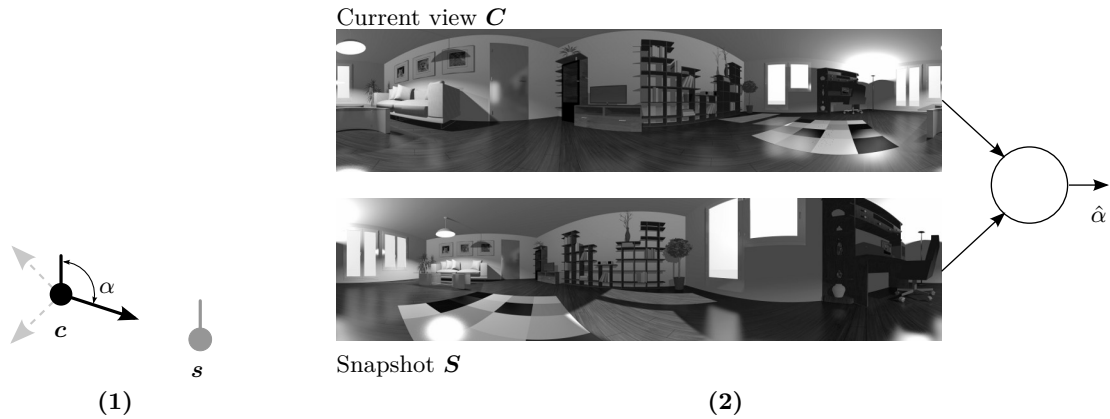 Current view C
α
c
s
(1)
α̂
Snapshot S
(2)